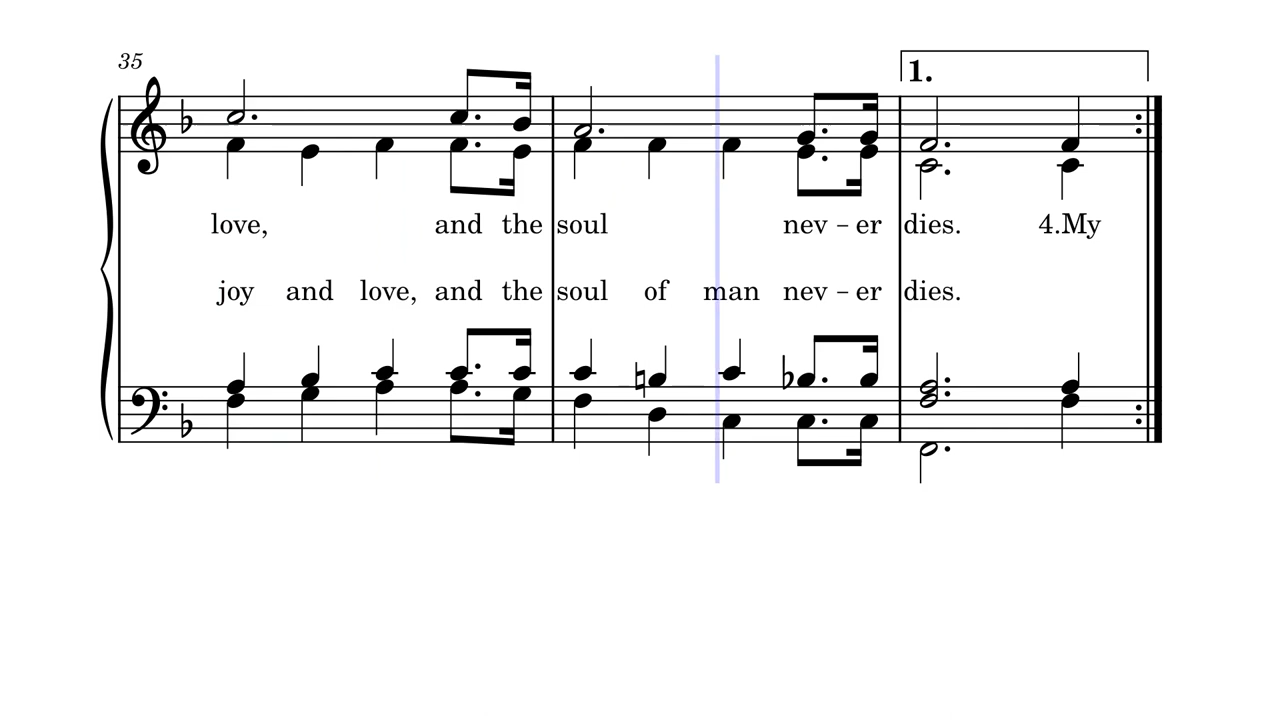 35
1.
love, and the soul nev – er dies. 4.My
joy and love, and the soul of man nev – er dies.